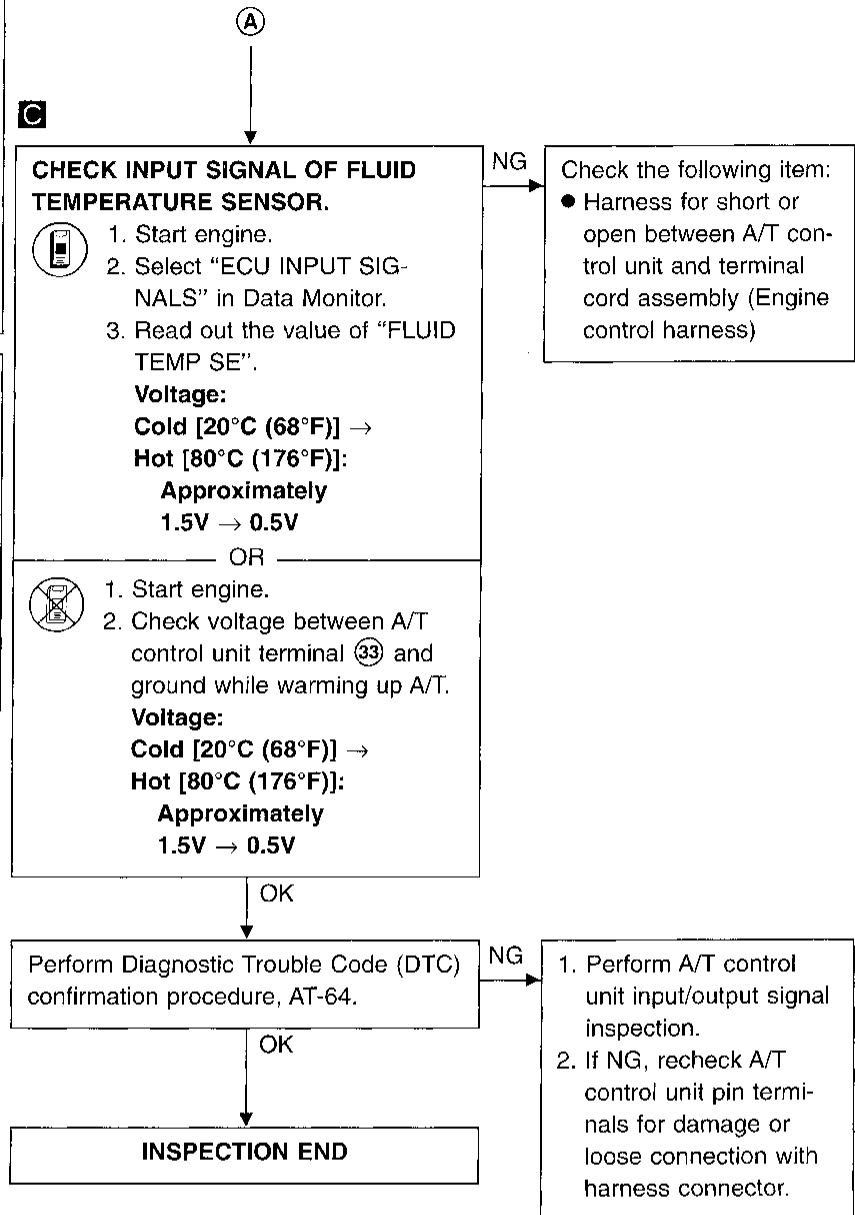 A
C
CHECK INPUT SIGNAL OF FLUID
TEMPERATURE SENSOR.
1. Start engine.
2. Select “ECU INPUT SIG-
NALS” in Data Monitor.
3. Read out the value of “FLUID
TEMP SE”.
Voltage:
Cold [20°C (68°F)] →
Hot [80°C (176°F)]:
Approximately
1.5V → 0.5V
OR
1. Start engine.
2. Check voltage between A/T
control unit terminal 33 and
ground while warming up A/T.
Voltage:
Cold [20°C (68°F)] →
Hot [80°C (176°F)]:
Approximately
1.5V → 0.5V
NG
Check the following item:
● Harness for short or
open between A/T con-
trol unit and terminal
cord assembly (Engine
control harness)
OK
Perform Diagnostic Trouble Code (DTC)
confirmation procedure, AT-64.
NG
1. Perform A/T control
unit input/output signal
inspection.
2. If NG, recheck A/T
control unit pin termi-
nals for damage or
loose connection with
harness connector.
OK
INSPECTION END